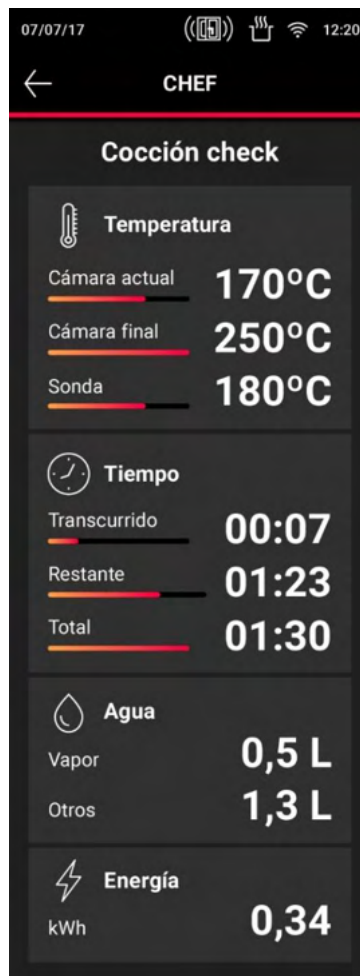 07/07/17 12:20
CHEF
Cocción check
Temperatura
Cámara actual 170ºC
Cámara final 250ºC
Sonda 180ºC
Tiempo
Transcurrido 00:07
Restante 01:23
Total 01:30
Agua
Vapor 0,5 L
Otros 1,3 L
Energía
kWh 0,34